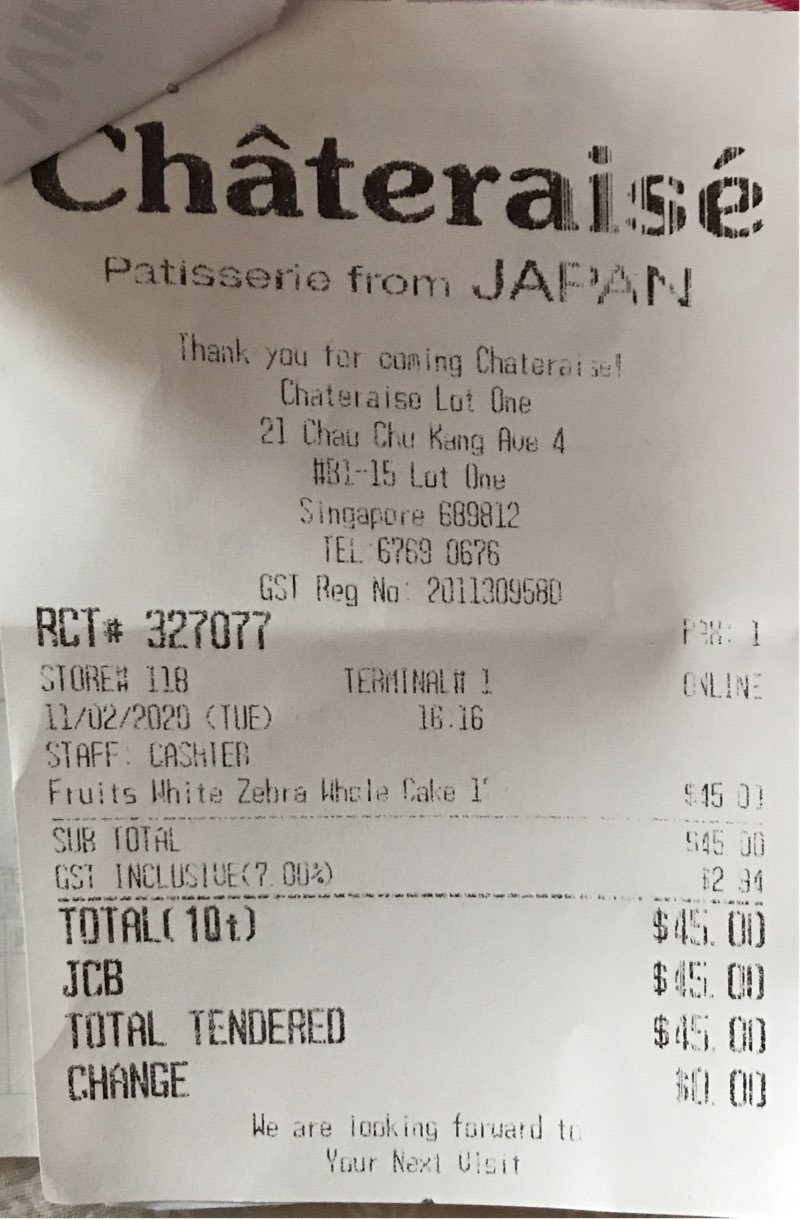 Châteraisé
Patisserie from JAPAN
Thank you for coming Chateraise!
Chateraise Lot One
21 Choa Chu Kang Ave 4
#B1-15 Lot One
Singapore 689812
TEL:6769 0676
GST Reg No: 201130958D
RCT# 327077 PAX: 1
STORE# 118 TERMINAL# 1 ONLINE
11/02/2020 (TUE) 16:16
STAFF: CASHIER
Fruits White Zebra Whole Cake $45.00
SUB TOTAL $45.00
GST INCLUSIVE(7.00%) $2.94
TOTAL( 1Qt) $45.00
JCB $45.00
TOTAL TENDERED $45.00
CHANGE $0.00
We are looking forward to
Your Next Visit